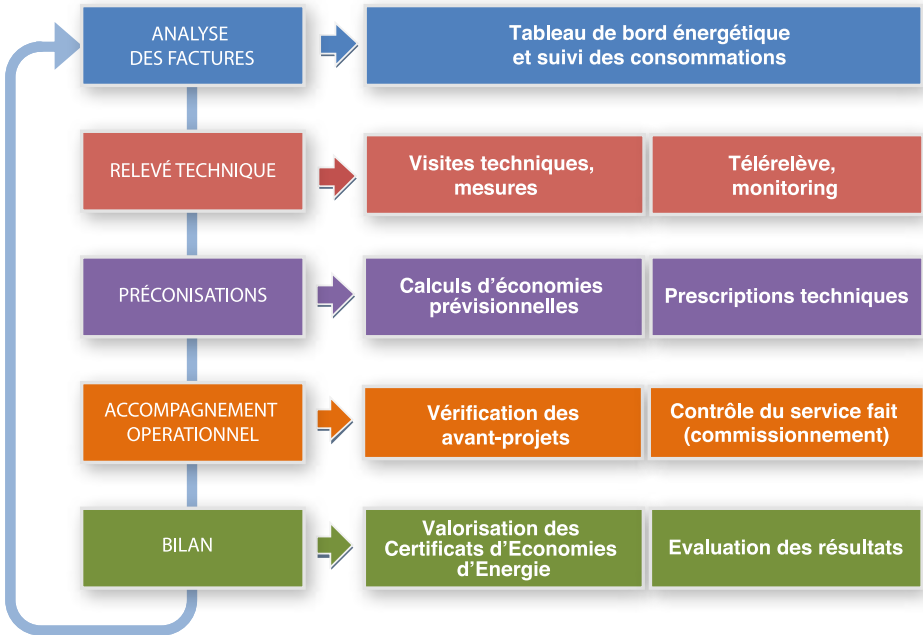 ANALYSE
DES FACTURES
Tableau de bord énergétique
et suivi des consommations
RELEVÉ TECHNIQUE
Visites techniques,
mesures
Télérelève,
monitoring
PRÉCONISATIONS
Calculs d'économies
prévisionnelles
Prescriptions techniques
ACCOMPAGNEMENT
OPERATIONNEL
Vérification des
avant-projets
Contrôle du service fait
(commissionnement)
BILAN
Valorisation des
Certificats d'Economies
d'Energie
Evaluation des résultats